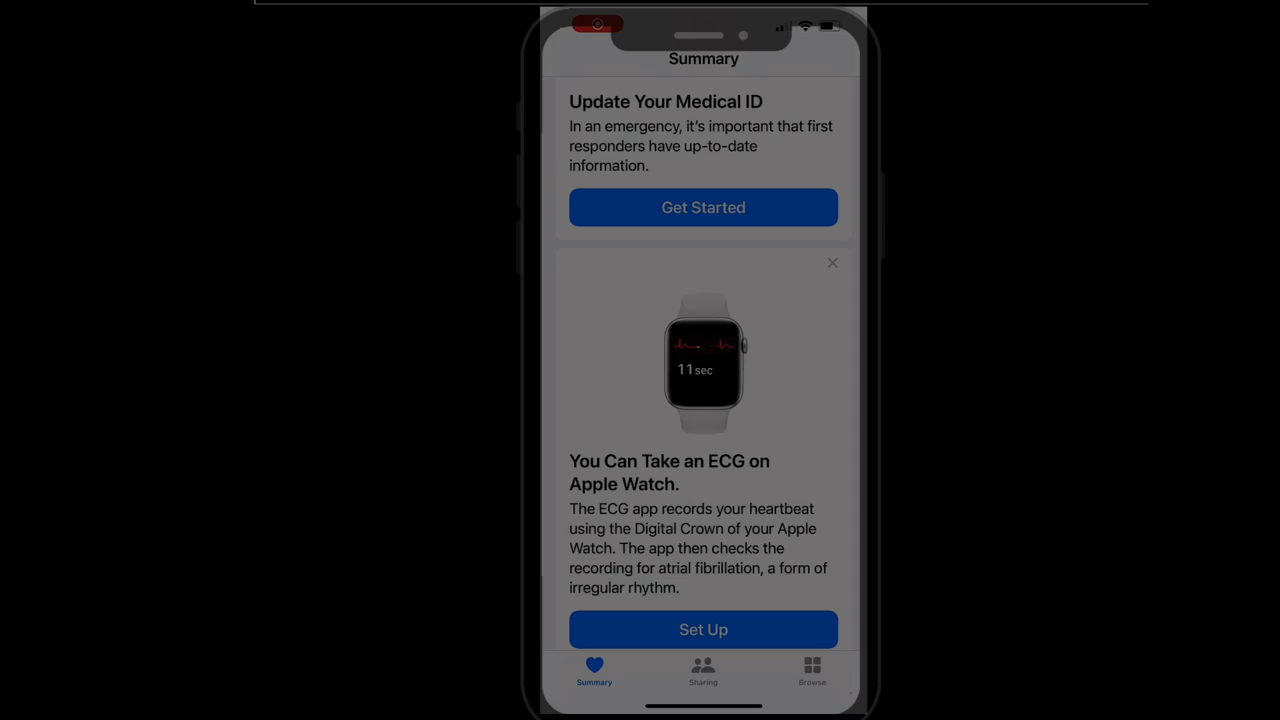 Summary
Update Your Medical ID
In an emergency, it's important that first
responders have up-to-date
information.
Get Started
11 sec
You Can Take an ECG on
Apple Watch.
The ECG app records your heartbeat
using the Digital Crown of your Apple
Watch. The app then checks the
recording for atrial fibrillation, a form of
irregular rhythm.
Set Up
Summary
Sharing
Browse